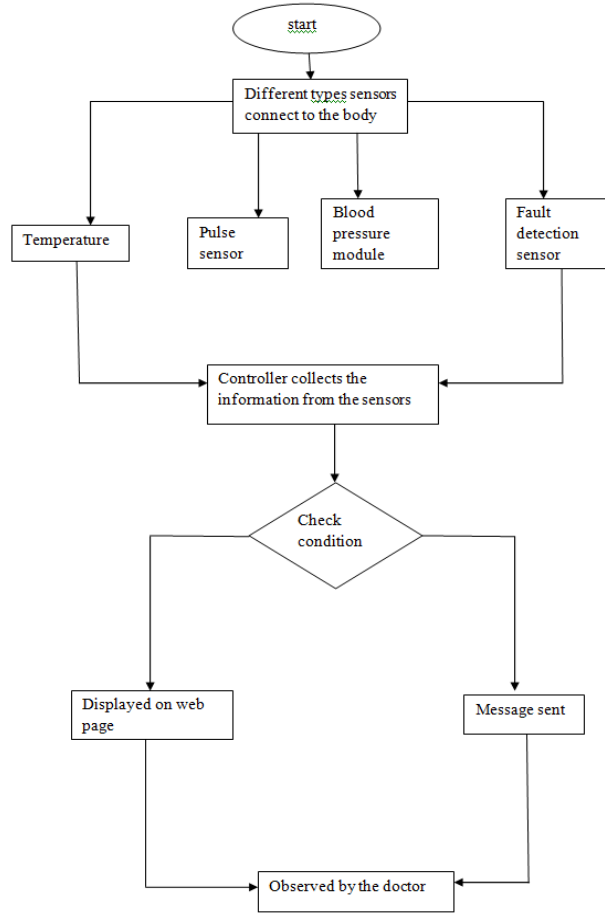 start
Different types sensors
connect to the body
Temperature
Pulse
sensor
Blood
pressure
module
Fault
detection
sensor
Controller collects the
information from the sensors
Check
condition
Displayed on web
page
Message sent
Observed by the doctor